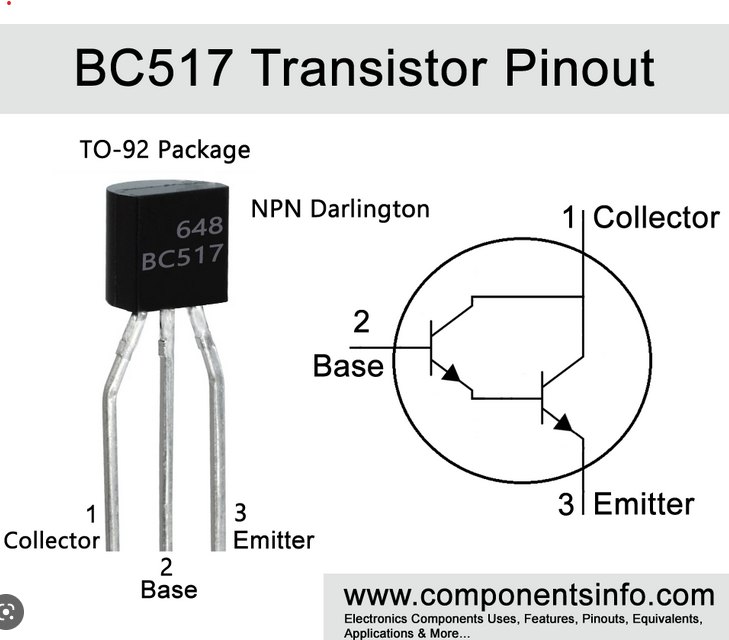 BC517 Transistor Pinout
TO-92 Package
NPN Darlington
648
BC517
1
Collector
2
Base
3
Emitter
1 Collector
2
Base
3 Emitter
www.componentsinfo.com
Electronics Components Uses, Features, Pinouts, Equivalents,
Applications & More...